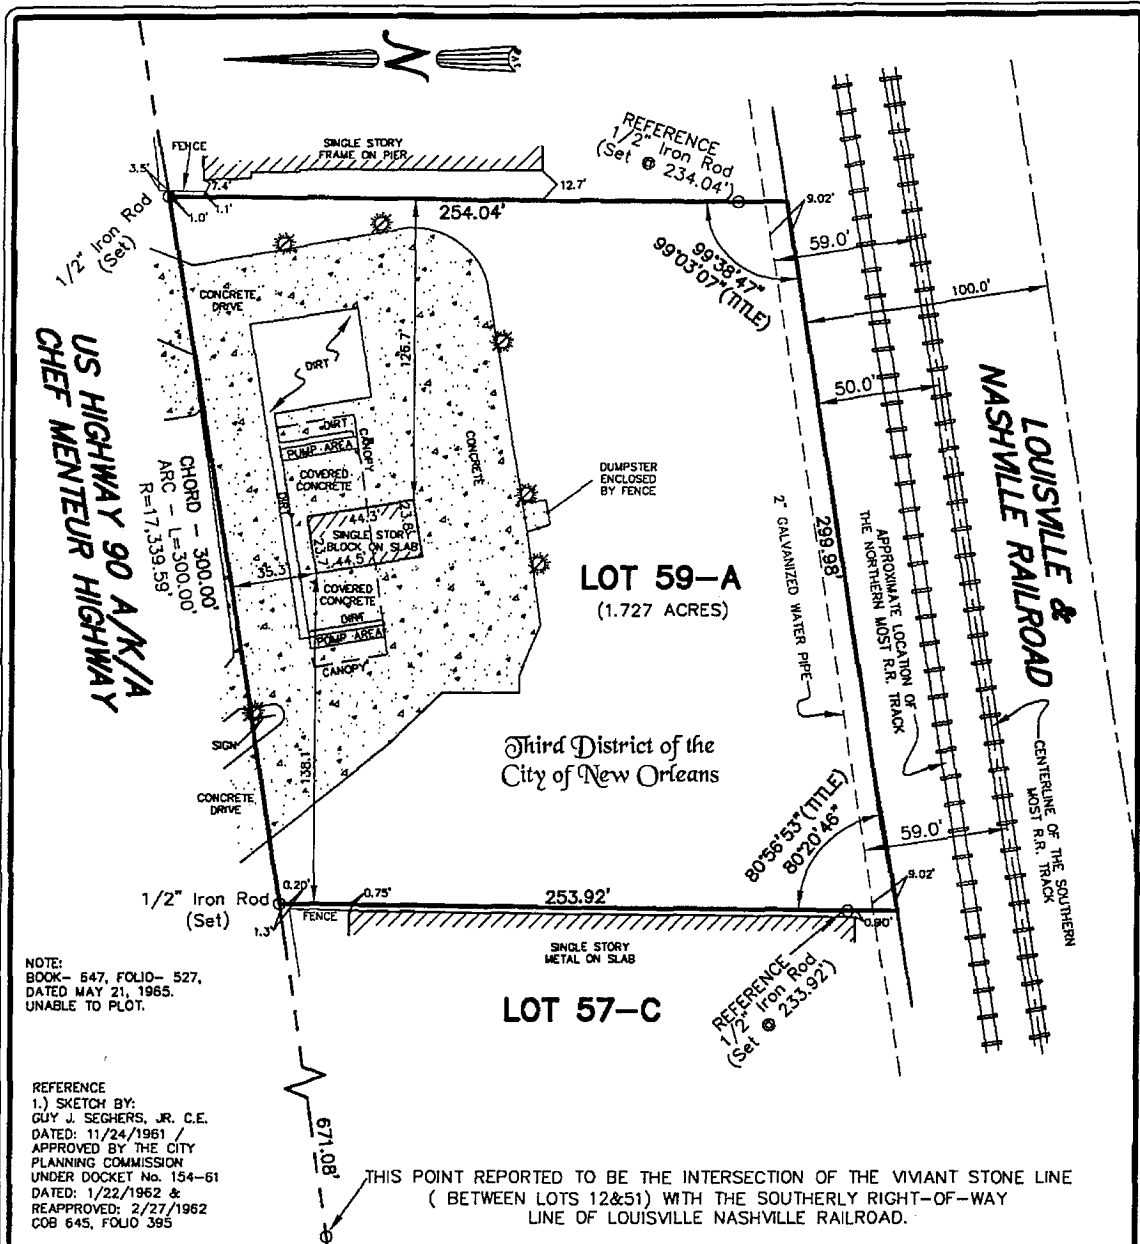 N
FENCE
SINGLE STORY
FRAME ON PIER
REFERENCE
1/2" Iron Rod
(Set @ 234.04')
3.5'
7.4'
12.7'
1.0'
1.1'
254.04'
9.02'
1/2" Iron Rod
(Set)
59.0'
99°38'47"
99°03'07"(TITLE)
CONCRETE
DRIVE
100.0'
126.7'
DIRT
US HIGHWAY 90 A/K/A
CHEF MENTEUR HIGHWAY
50.0'
LOUISVILLE &
NASHVILLE RAILROAD
DIRT
PUMP AREA
CANOPY
COVERED
CONCRETE
CONCRETE
DIRT
DUMPSTER
ENCLOSED
BY FENCE
CHORD - 300.00'
ARC - L=300.00'
R=17,339.59'
2" GALVANIZED WATER PIPE
299.98'
APPROXIMATE LOCATION OF
THE NORTHERN MOST R.R. TRACK
44.3'
23.8'
SINGLE STORY
BLOCK ON SLAB
44.5'
35.3'
LOT 59-A
(1.727 ACRES)
COVERED
CONCRETE
DIRT
PUMP AREA
CANOPY
SIGN
138.1'
Third District of the
City of New Orleans
CENTERLINE OF THE SOUTHERN
MOST R.R. TRACK
CONCRETE
DRIVE
80°56'53"(TITLE)
80°20'46"
59.0'
1/2" Iron Rod
(Set)
0.20'
0.75'
253.92'
9.02'
1.3'
FENCE
0.90'
SINGLE STORY
METAL ON SLAB
REFERENCE
1/2" Iron Rod
(Set @ 233.92')
NOTE:
BOOK- 647, FOLIO- 527,
DATED MAY 21, 1965.
UNABLE TO PLOT.
LOT 57-C
REFERENCE
1.) SKETCH BY:
GUY J. SEGHERS, JR. C.E.
DATED: 11/24/1961 /
APPROVED BY THE CITY
PLANNING COMMISSION
UNDER DOCKET No. 154-61
DATED: 1/22/1962 &
REAPPROVED: 2/27/1962
COB 645, FOLIO 395
671.08'
THIS POINT REPORTED TO BE THE INTERSECTION OF THE VIVIANT STONE LINE
( BETWEEN LOTS 12&51) WITH THE SOUTHERLY RIGHT-OF-WAY
LINE OF LOUISVILLE NASHVILLE RAILROAD.